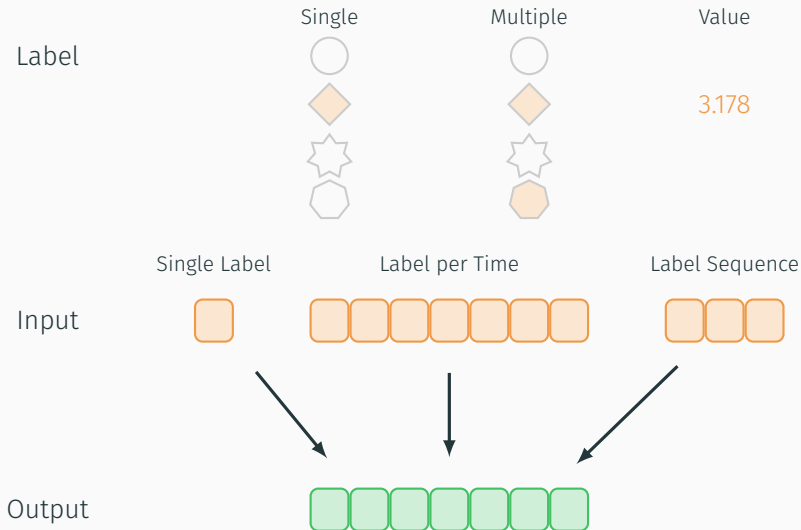 Single
Multiple
Value
Label
3.178
Single Label
Label per Time
Label Sequence
Input
Output